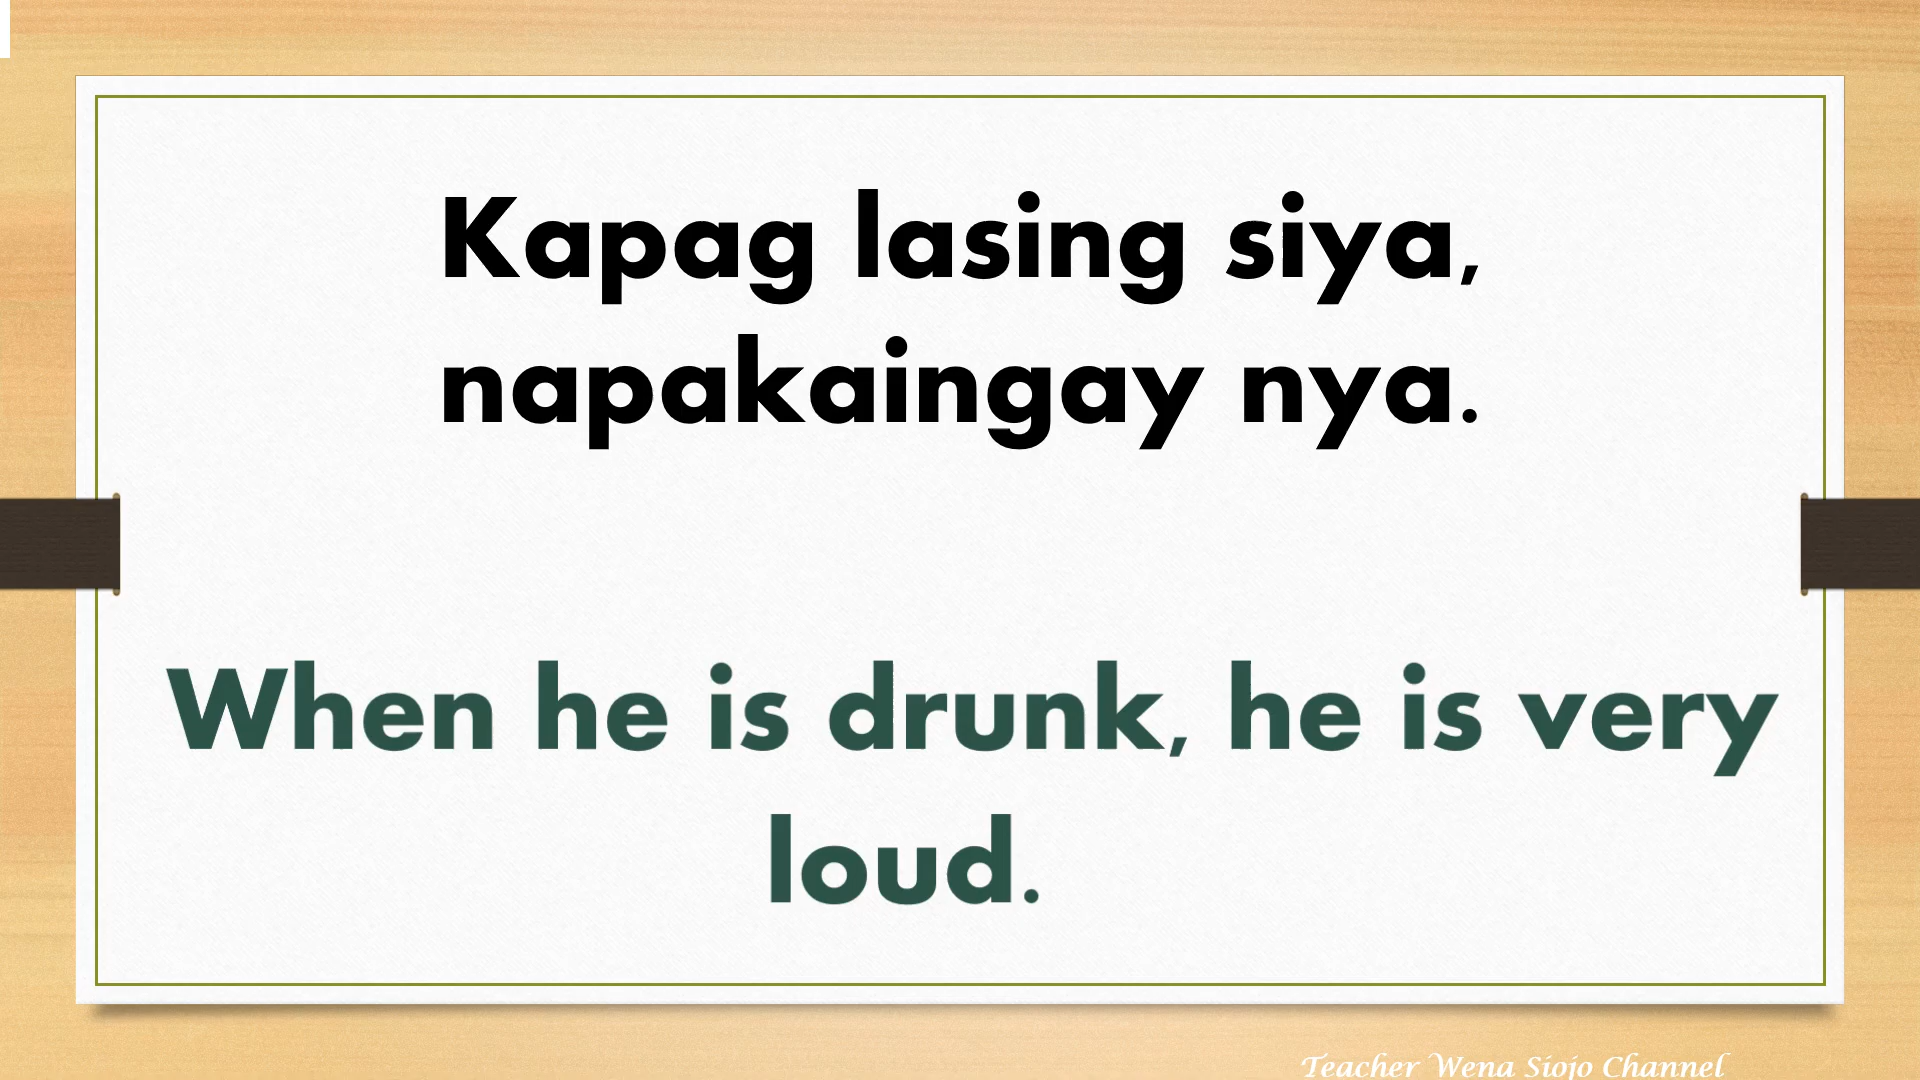 Kapag lasing siya,
napakaingay nya.
When he is drunk, he is very
loud.
Teacher Wena Siojo Channel